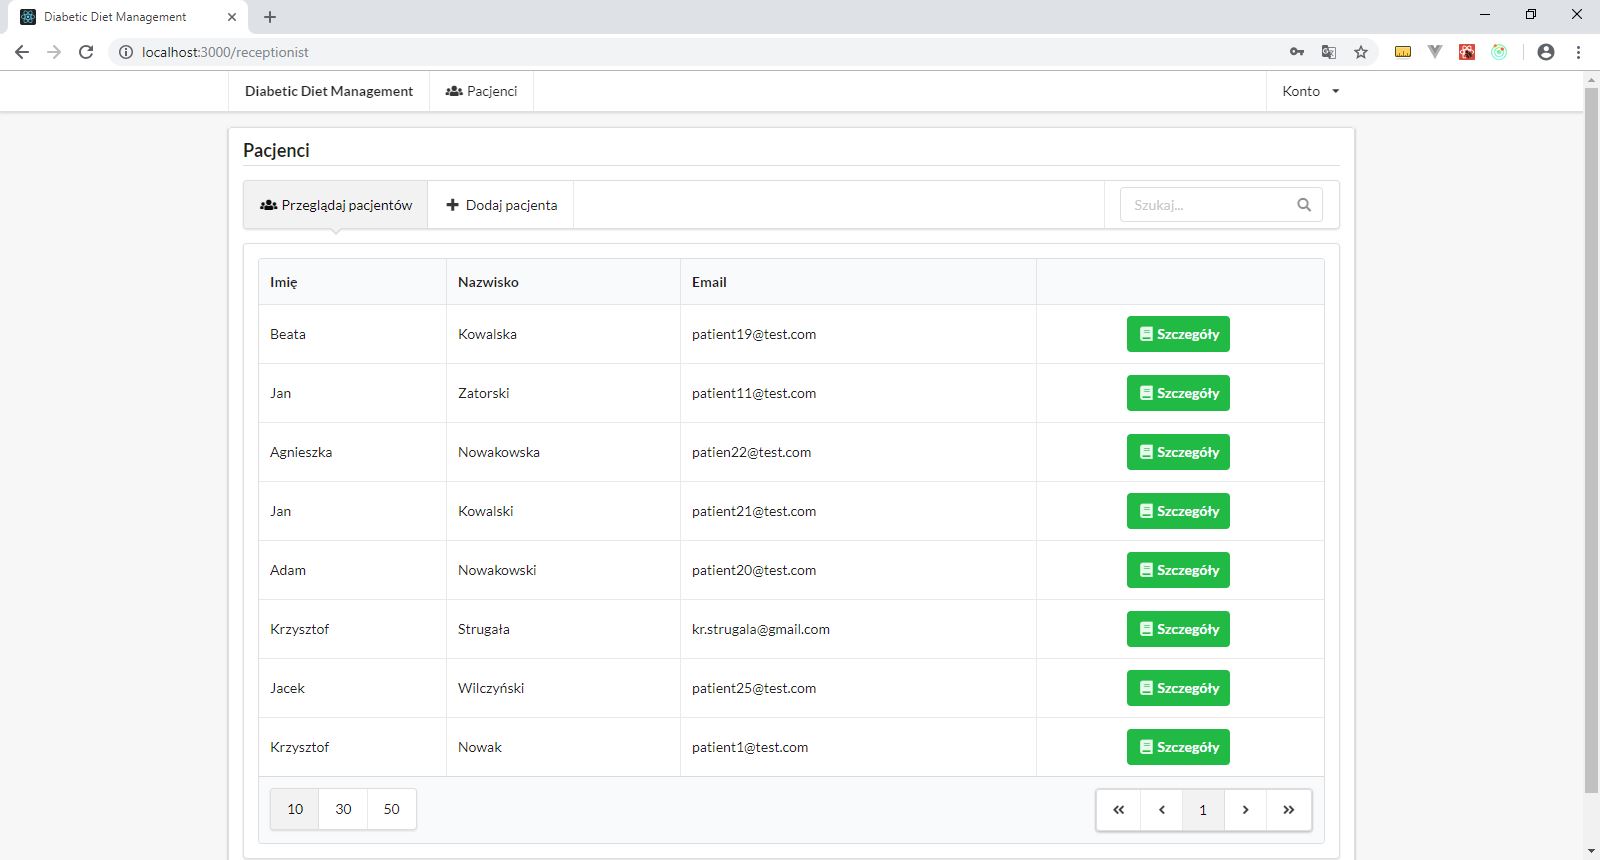 Diabetic Diet Management
localhost:3000/receptionist
Diabetic Diet Management Pacjenci Konto
Pacjenci
Przeglądaj pacjentów Dodaj pacjenta Szukaj...
Imię Nazwisko Email
Beata Kowalska patient19@test.com Szczegóły
Jan Zatorski patient11@test.com Szczegóły
Agnieszka Nowakowska patien22@test.com Szczegóły
Jan Kowalski patient21@test.com Szczegóły
Adam Nowakowski patient20@test.com Szczegóły
Krzysztof Strugała kr.strugala@gmail.com Szczegóły
Jacek Wilczyński patient25@test.com Szczegóły
Krzysztof Nowak patient1@test.com Szczegóły
10 30 50 « ‹ 1 › »